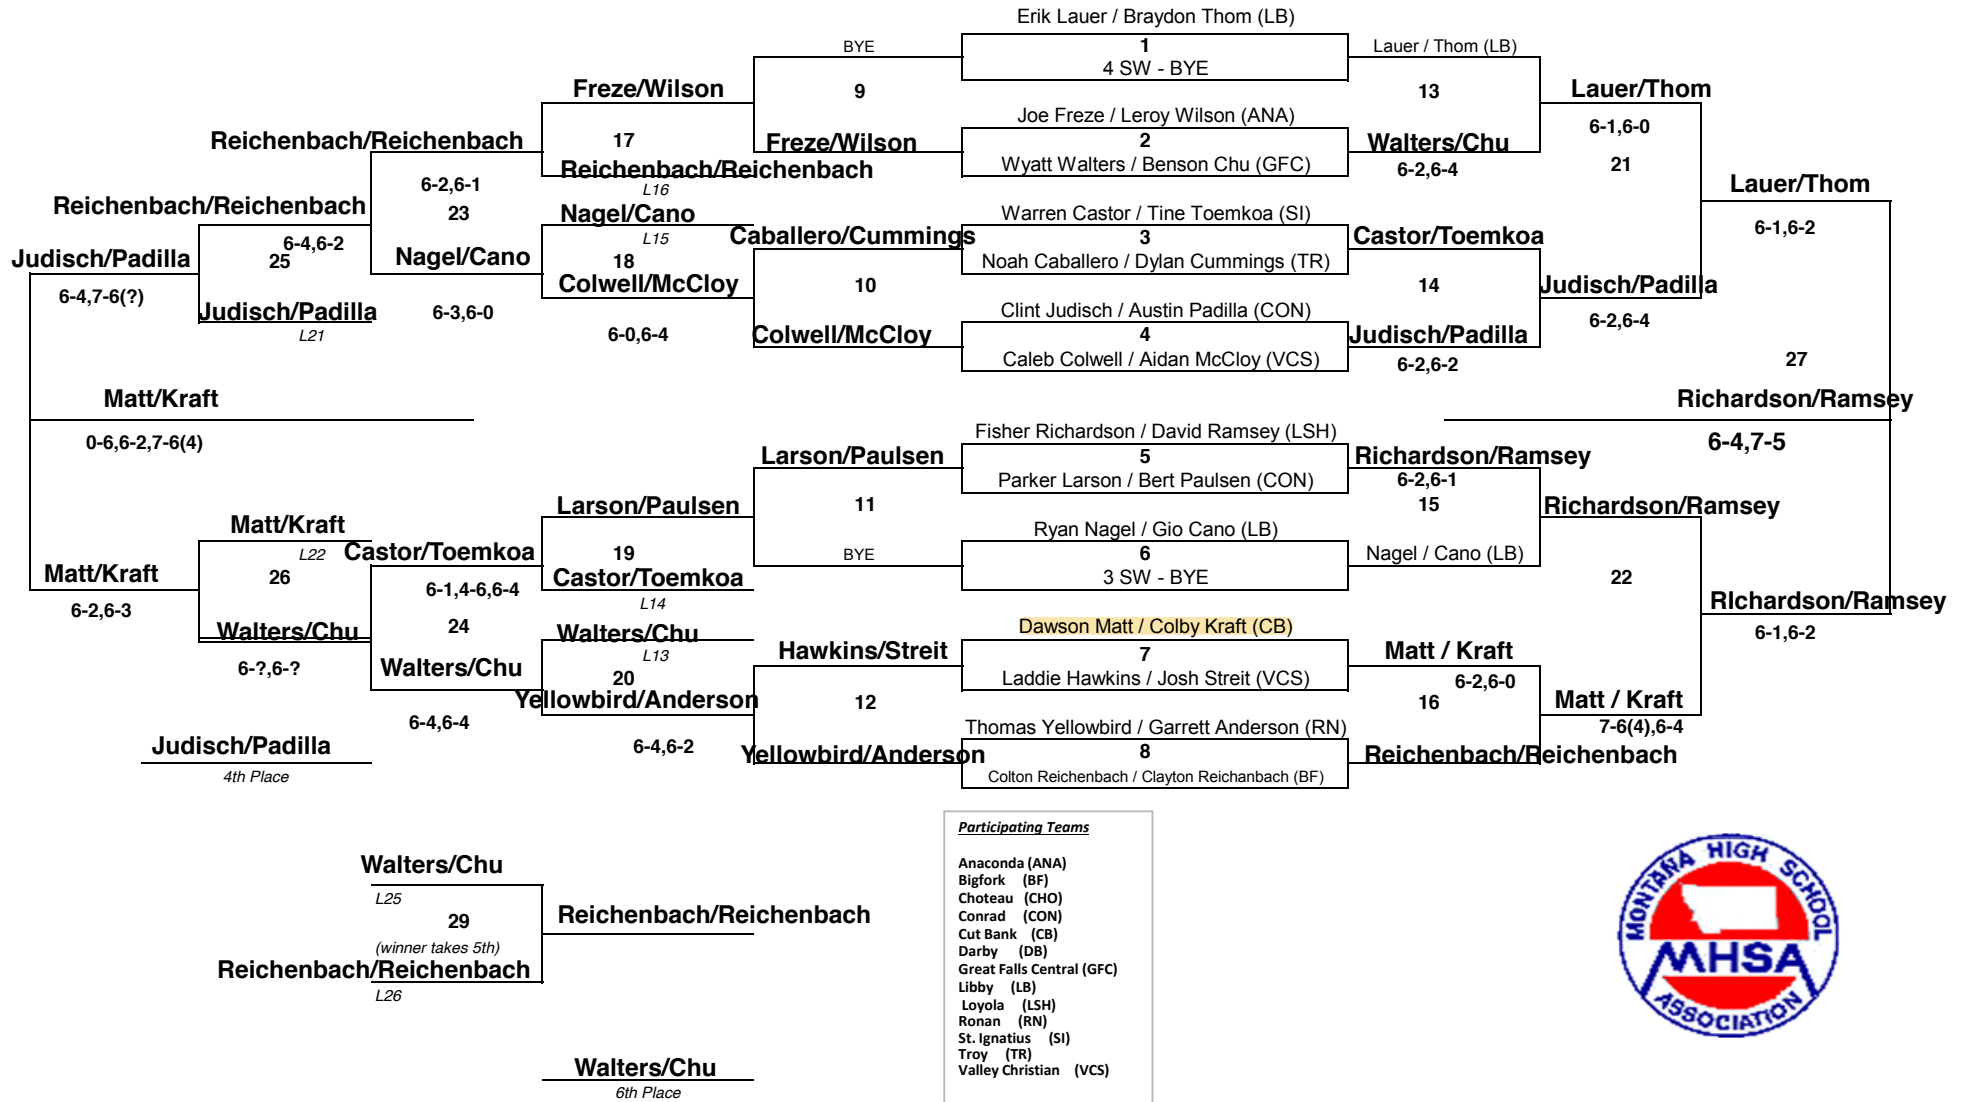 Erik Lauer / Braydon Thom (LB)
BYE
1
Lauer / Thom (LB)
4 SW - BYE
Freze/Wilson
9
13
Lauer/Thom
Joe Freze / Leroy Wilson (ANA)
6-1,6-0
Reichenbach/Reichenbach
17
Freze/Wilson
2
Walters/Chu
Reichenbach/Reichenbach
Wyatt Walters / Benson Chu (GFC)
6-2,6-4
21
6-2,6-1
L16
Lauer/Thom
Reichenbach/Reichenbach
23
Nagel/Cano
Warren Castor / Tine Toemkoa (SI)
6-1,6-2
6-4,6-2
L15
Caballero/Cummings
3
Castor/Toemkoa
Judisch/Padilla
25
Nagel/Cano
18
Noah Caballero / Dylan Cummings (TR)
Colwell/McCloy
10
14
Judisch/Padilla
6-4,7-6(?)
Judisch/Padilla
6-3,6-0
Clint Judisch / Austin Padilla (CON)
6-2,6-4
L21
6-0,6-4
Colwell/McCloy
4
Judisch/Padilla
Caleb Colwell / Aidan McCloy (VCS)
6-2,6-2
27
Matt/Kraft
Richardson/Ramsey
0-6,6-2,7-6(4)
Fisher Richardson / David Ramsey (LSH)
6-4,7-5
Larson/Paulsen
5
Richardson/Ramsey
Parker Larson / Bert Paulsen (CON)
6-2,6-1
Larson/Paulsen
11
15
Richardson/Ramsey
Matt/Kraft
Ryan Nagel / Gio Cano (LB)
L22
Castor/Toemkoa
19
BYE
6
Nagel / Cano (LB)
Matt/Kraft
26
6-1,4-6,6-4
Castor/Toemkoa
3 SW - BYE
22
6-2,6-3
L14
RIchardson/Ramsey
Walters/Chu
24
Walters/Chu
Dawson Matt / Colby Kraft (CB)
6-1,6-2
L13
Hawkins/Streit
7
Matt / Kraft
6-?,6-?
Walters/Chu
20
Laddie Hawkins / Josh Streit (VCS)
6-2,6-0
Yellowbird/Anderson
12
16
Matt / Kraft
6-4,6-4
Thomas Yellowbird / Garrett Anderson (RN)
7-6(4),6-4
Judisch/Padilla
6-4,6-2
Yellowbird/Anderson
8
Reichenbach/Reichenbach
4th Place
Colton Reichenbach / Clayton Reichanbach (BF)
Walters/Chu
L25
29
Reichenbach/Reichenbach
(winner takes 5th)
Reichenbach/Reichenbach
L26
Walters/Chu
6th Place
Participating Teams
Anaconda (ANA)
Bigfork (BF)
Choteau (CHO)
Conrad (CON)
Cut Bank (CB)
Darby (DB)
Great Falls Central (GFC)
Libby (LB)
Loyola (LSH)
Ronan (RN)
St. Ignatius (SI)
Troy (TR)
Valley Christian (VCS)
MONTANA HIGH SCHOOL
MHSA
ASSOCIATION